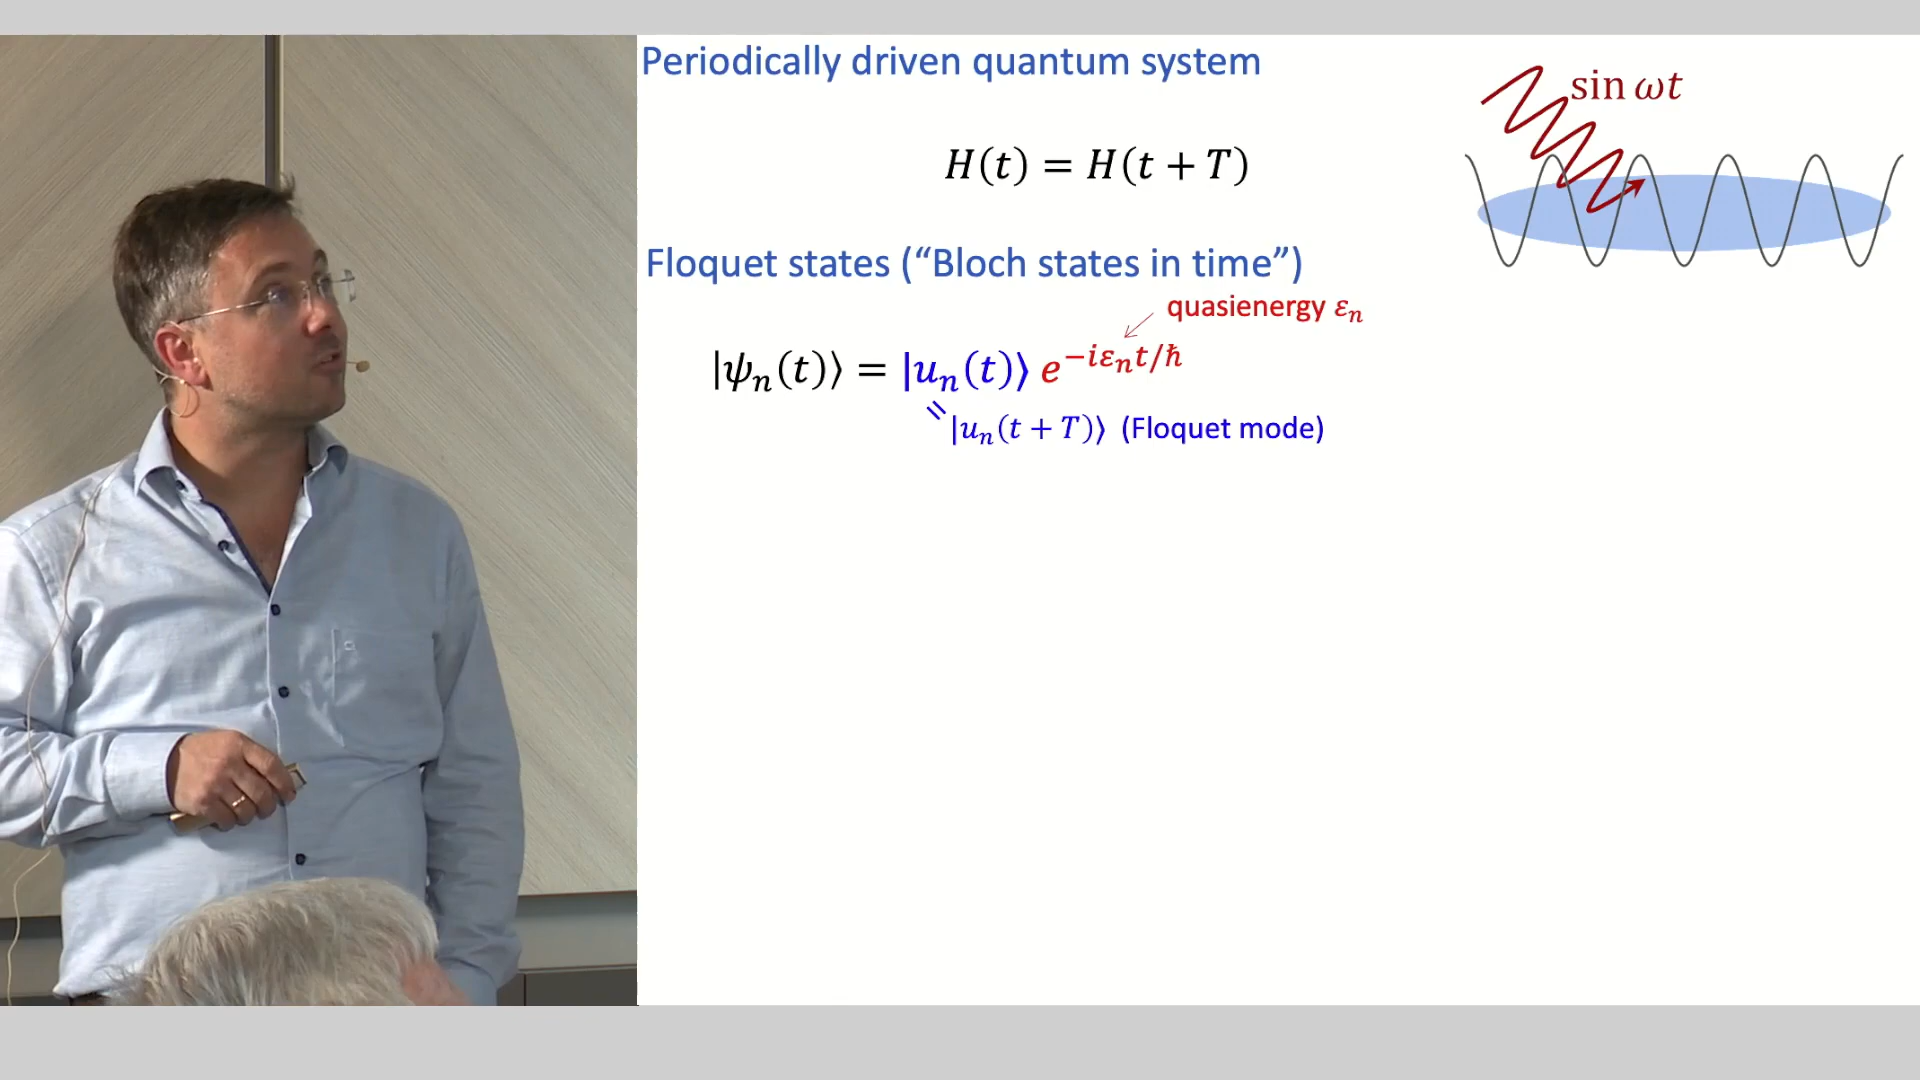 Periodically driven quantum system
sin ωt
H(t) = H(t + T)
Floquet states (“Bloch states in time”)
quasienergy εₙ
|ψₙ(t)⟩ = |uₙ(t)⟩ e^{−iεₙt/ℏ}
=
|uₙ(t + T)⟩ (Floquet mode)